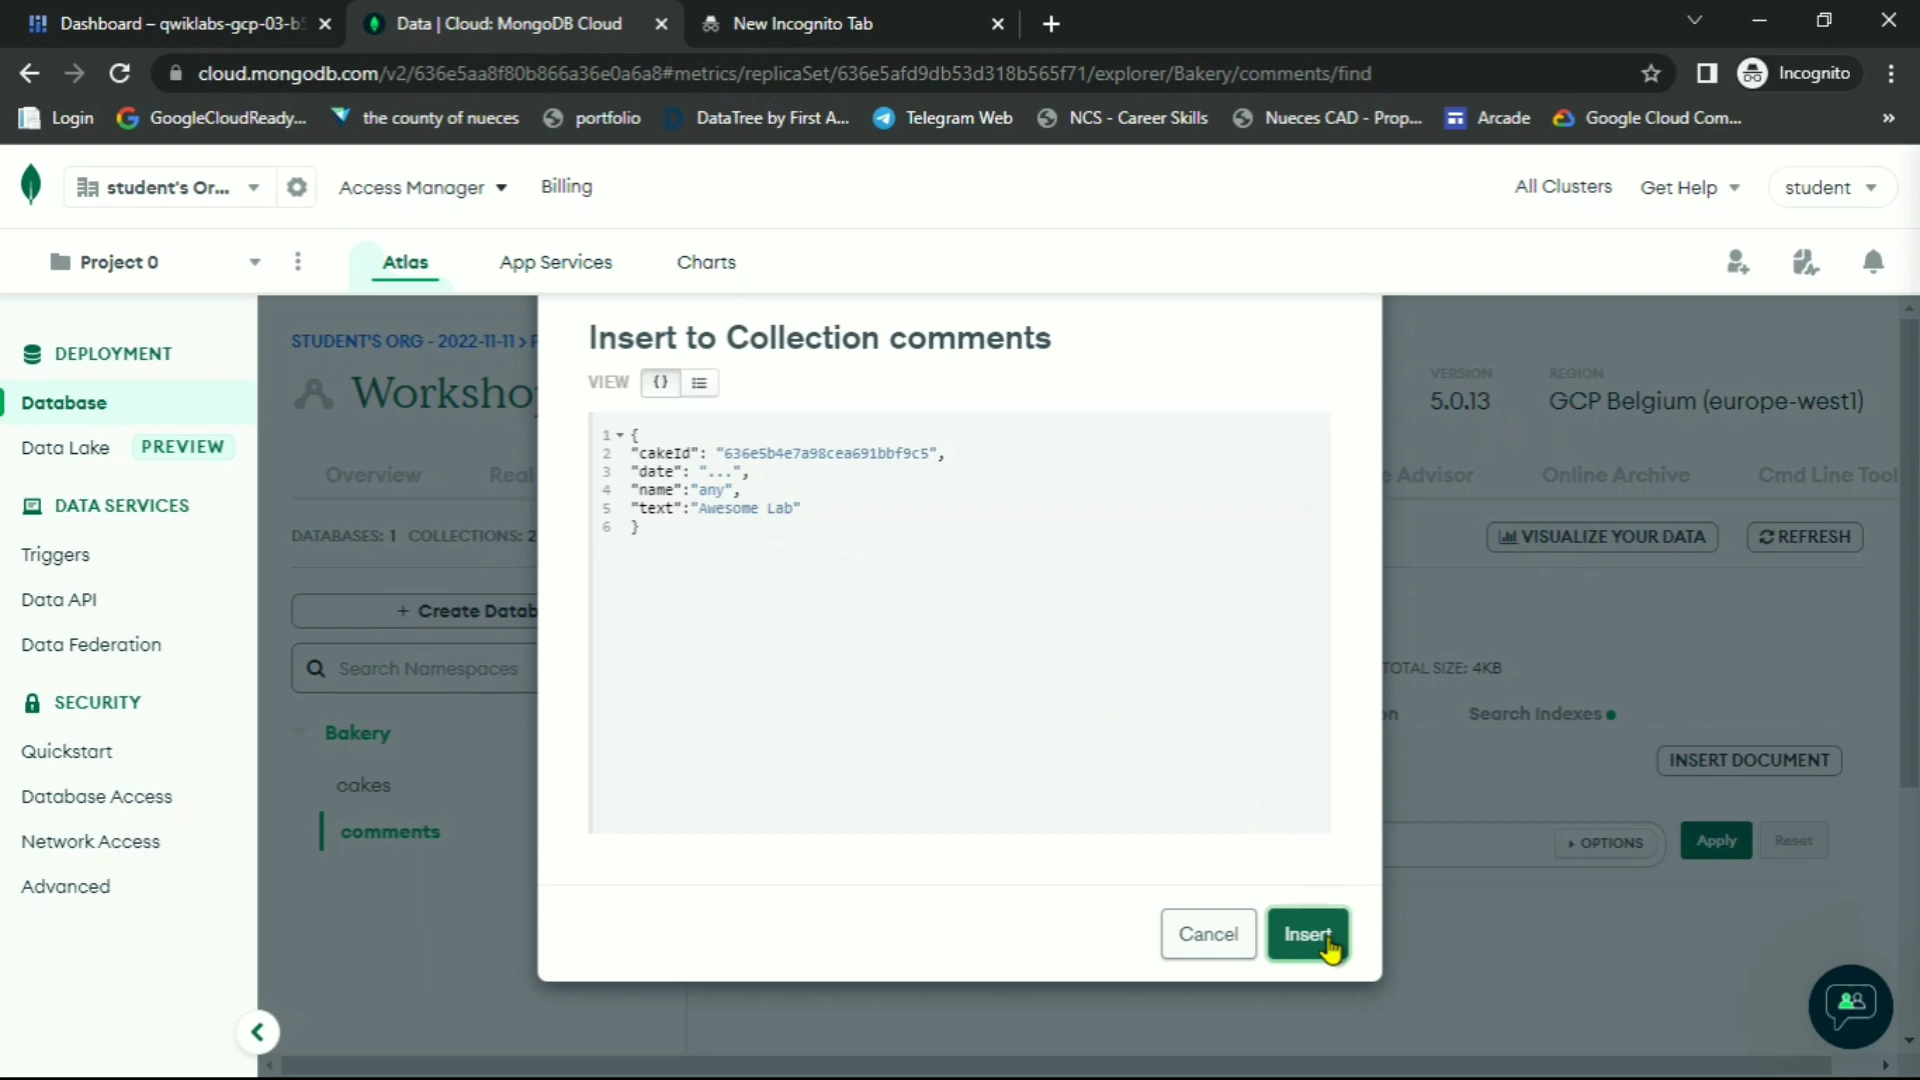 Dashboard – qwiklabs-gcp-03-b
Data | Cloud: MongoDB Cloud
New Incognito Tab
cloud.mongodb.com/v2/636e5aa8f80b866a36e0a6a8#metrics/replicaSet/636e5afd9db53d318b565f71/explorer/Bakery/comments/find
Incognito
Login
GoogleCloudReady...
the county of nueces
portfolio
DataTree by First A...
Telegram Web
NCS - Career Skills
Nueces CAD - Prop...
Arcade
Google Cloud Com...
»
student's Or...
Access Manager
Billing
All Clusters
Get Help
student
Project 0
Atlas
App Services
Charts
DEPLOYMENT
Database
Data Lake PREVIEW
DATA SERVICES
Triggers
Data API
Data Federation
SECURITY
Quickstart
Database Access
Network Access
Advanced
STUDENT'S ORG - 2022-11-11 >
Worksho
VERSION
5.0.13
REGION
GCP Belgium (europe-west1)
Overview
Real
e Advisor
Online Archive
Cmd Line Tool
DATABASES: 1 COLLECTIONS: 2
VISUALIZE YOUR DATA
REFRESH
+ Create Datab
Search Namespaces
Bakery
cakes
comments
TOTAL SIZE: 4KB
on
Search Indexes
INSERT DOCUMENT
OPTIONS
Apply
Reset
Insert to Collection comments
VIEW {}
1 {
2 "cakeId": "636e5b4e7a98cea691bbf9c5",
3 "date": "...",
4 "name":"any",
5 "text":"Awesome Lab"
6 }
Cancel
Insert